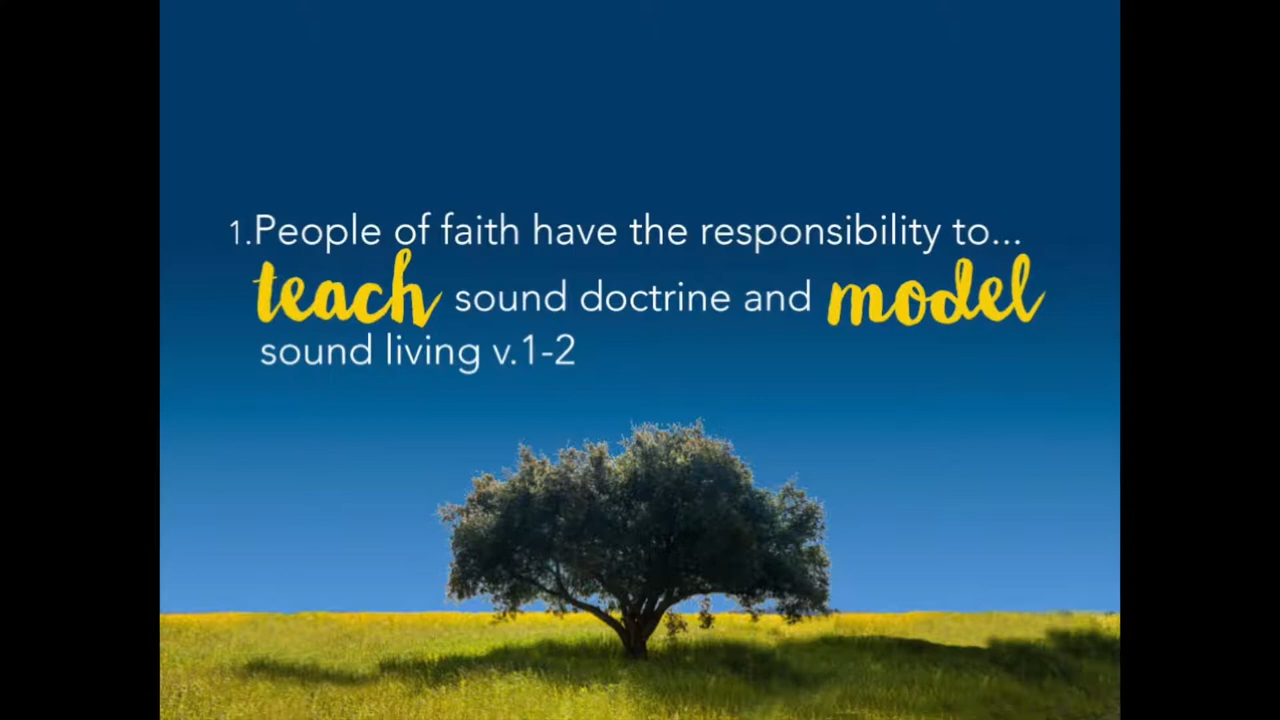 1.People of faith have the responsibility to...
teach sound doctrine and model
sound living v.1-2